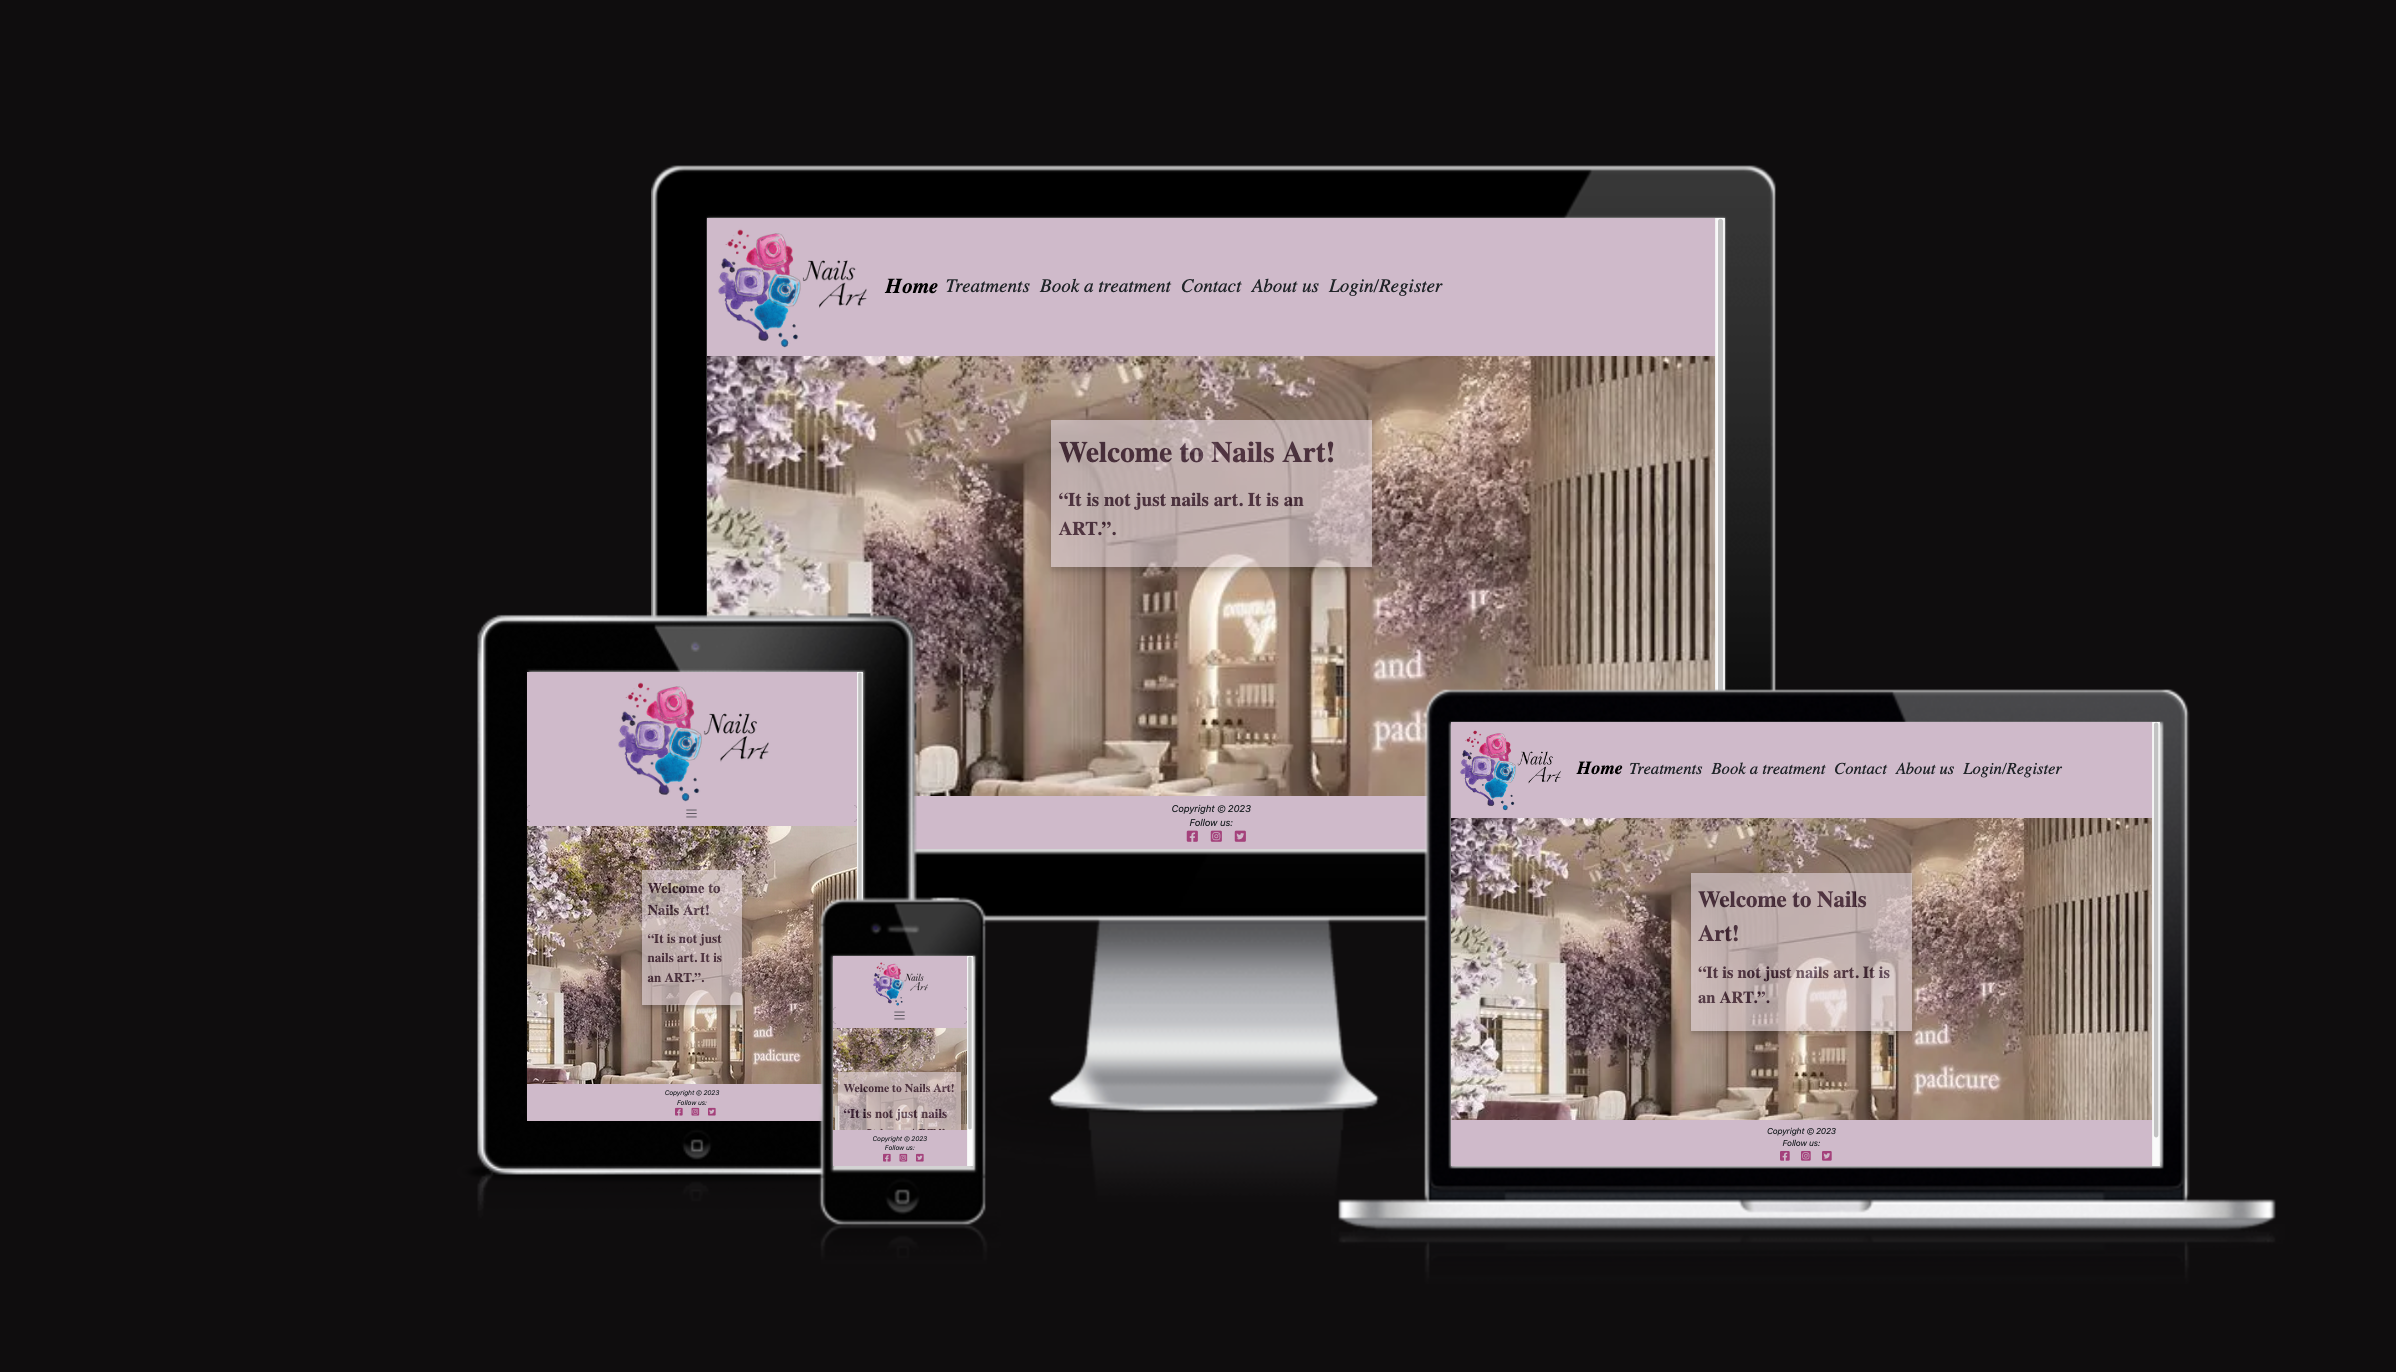 Nails
Art
Home Treatments Book a treatment Contact About us Login/Register
Welcome to Nails Art!
“It is not just nails art. It is an
ART.”.
and
Copyright © 2023
Follow us:
Nails
Art
Welcome to
Nails Art!
“It is not just
nails art. It is
an ART.”.
and
padicure
Copyright © 2023
Follow us:
Nails
Art
Welcome to Nails Art!
“It is not just nails
Copyright © 2023
Follow us:
Nails
Art
Home Treatments Book a treatment Contact About us Login/Register
Welcome to Nails
Art!
“It is not just nails art. It is
an ART.”.
and
padicure
Copyright © 2023
Follow us: